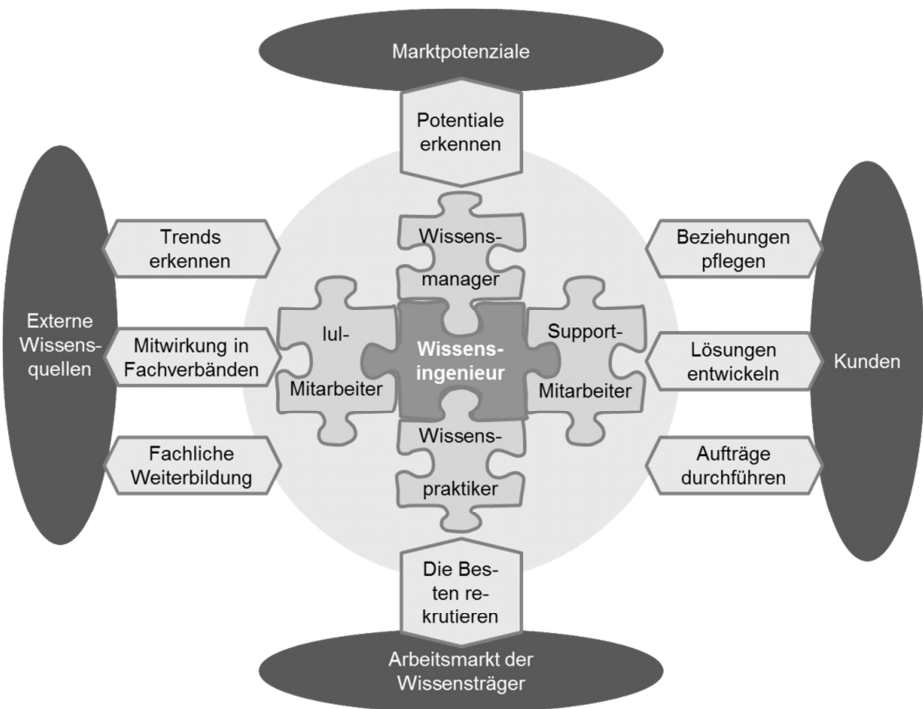 Marktpotenziale
Potentiale
erkennen
Trends
erkennen
Wissens-
manager
Beziehungen
pflegen
Externe
Wissens-
quellen
Mitwirkung in
Fachverbänden
IuI-
Mitarbeiter
Wissens-
ingenieur
Support-
Mitarbeiter
Lösungen
entwickeln
Kunden
Fachliche
Weiterbildung
Wissens-
praktiker
Aufträge
durchführen
Die Bes-
ten re-
krutieren
Arbeitsmarkt der
Wissensträger